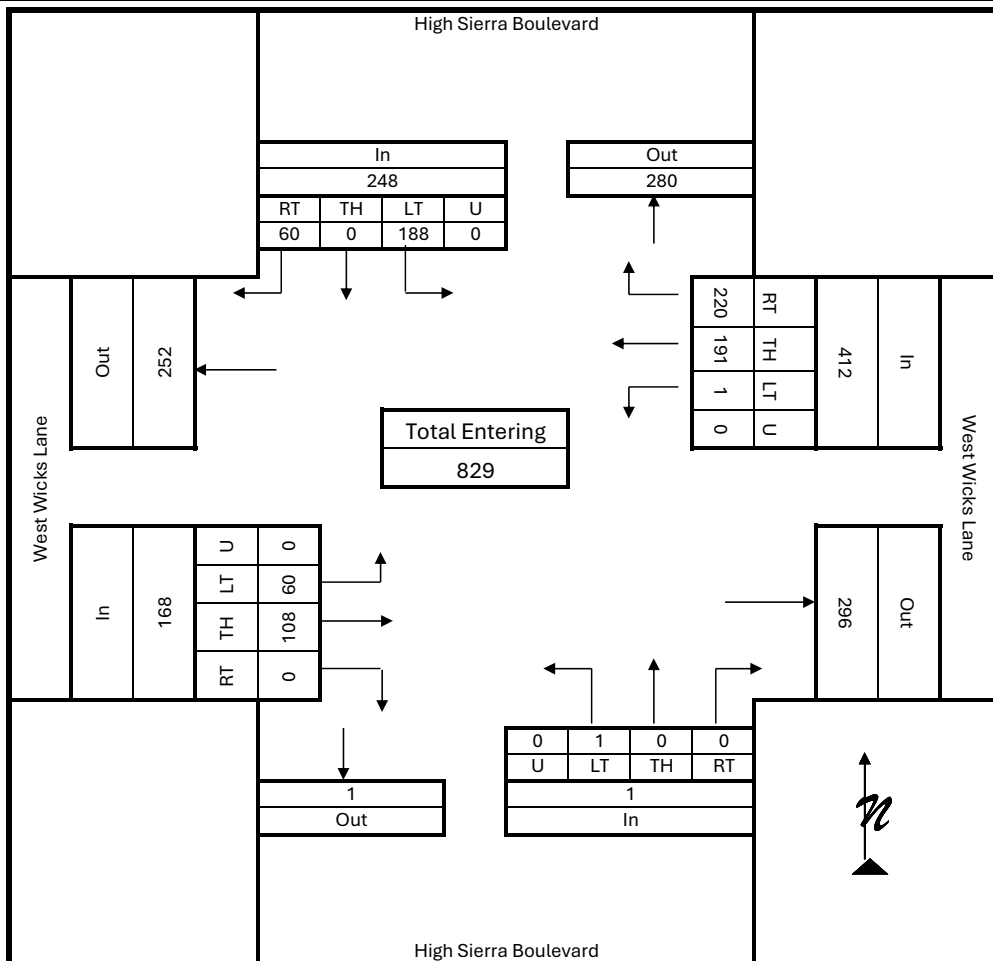 High Sierra Boulevard
In
248
RT TH LT U
60 0 188 0
Out
280
Out
252
220 RT
191 TH
1 LT
0 U
412
In
West Wicks Lane
Total Entering
829
West Wicks Lane
In
168
U 0
LT 60
TH 108
RT 0
296
Out
West Wicks Lane
0 1 0 0
U LT TH RT
1
In
1
Out
N
High Sierra Boulevard